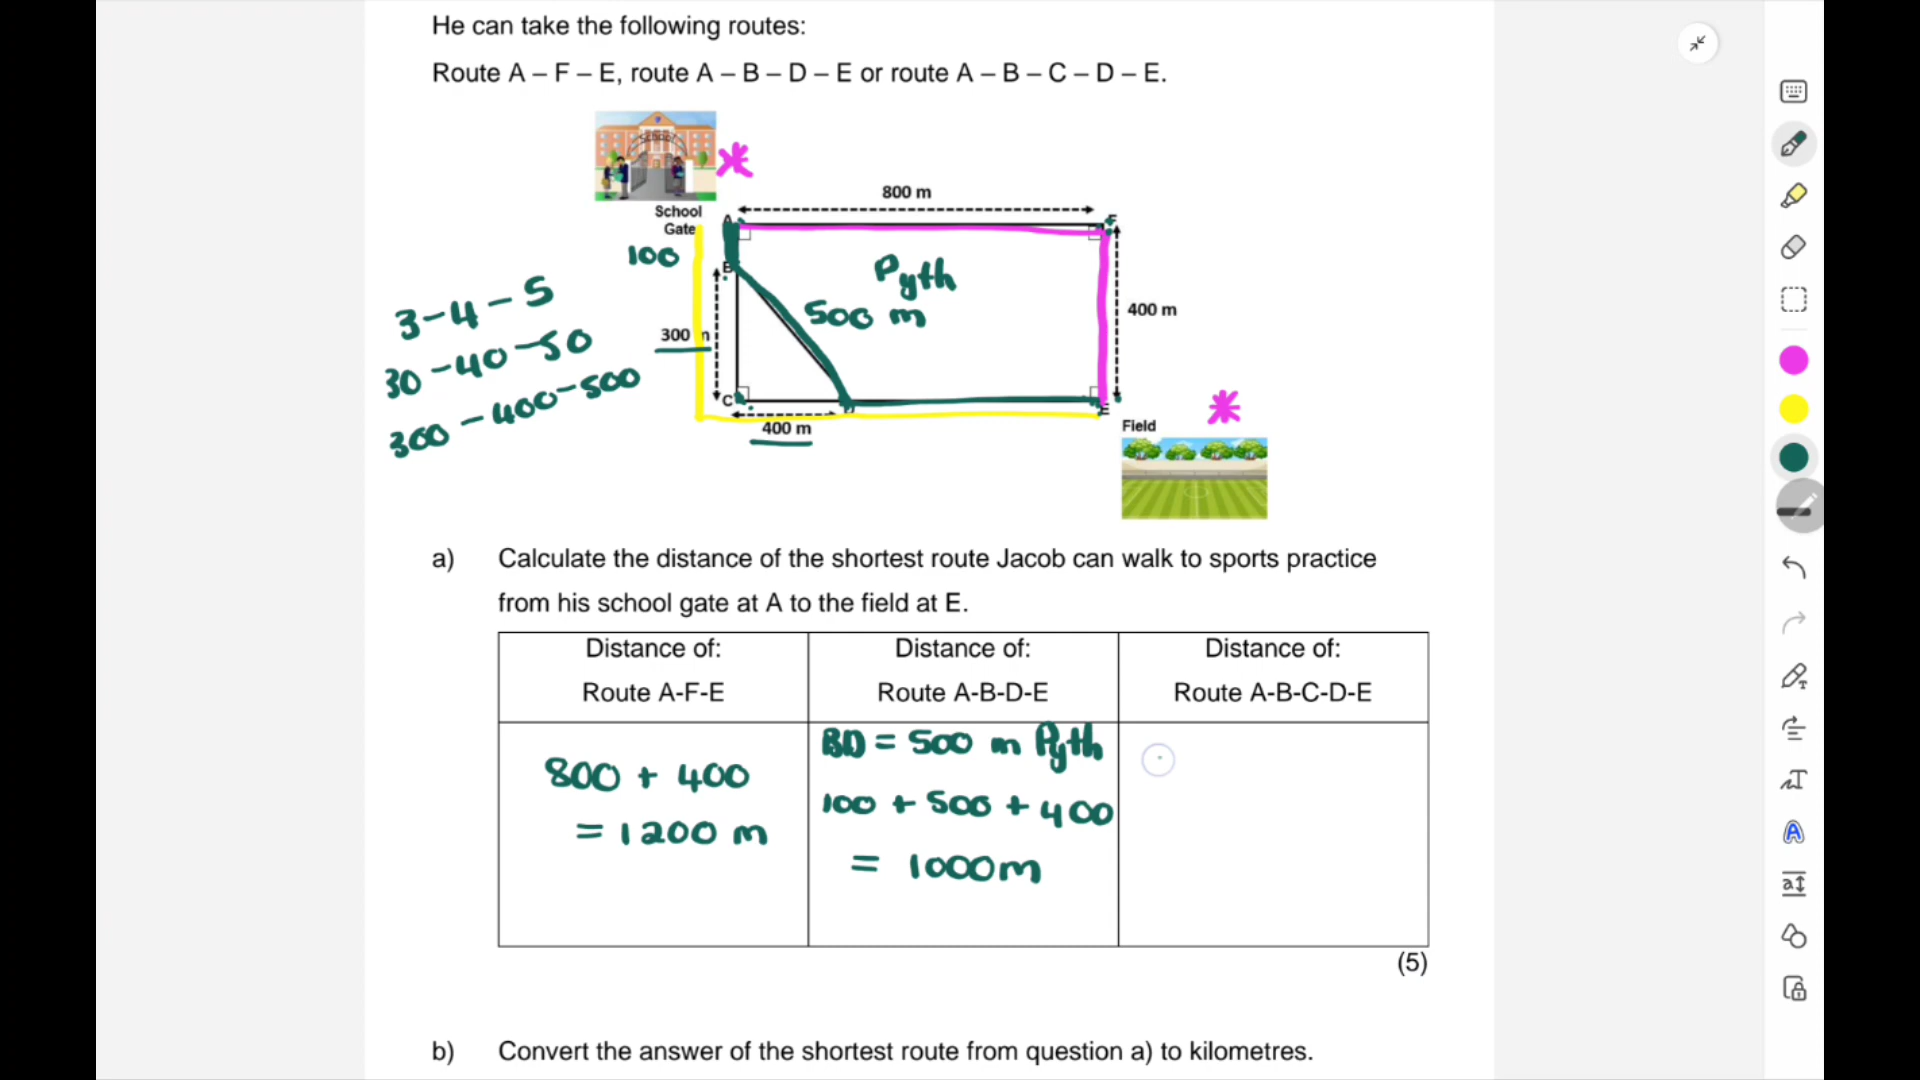 He can take the following routes:
Route A – F – E, route A – B – D – E or route A – B – C – D – E.
SCHOOL
800 m
School
Gate
A
F
100
B
Pyth
500 m
3-4-5
30-40-50
300-400-500
300 m
400 m
C
D
E
400 m
Field
a) Calculate the distance of the shortest route Jacob can walk to sports practice
from his school gate at A to the field at E.
Distance of:
Route A-F-E
Distance of:
Route A-B-D-E
Distance of:
Route A-B-C-D-E
800 + 400
= 1200 m
BD = 500 m Pyth
100 + 500 + 400
= 1000m
(5)
b) Convert the answer of the shortest route from question a) to kilometres.